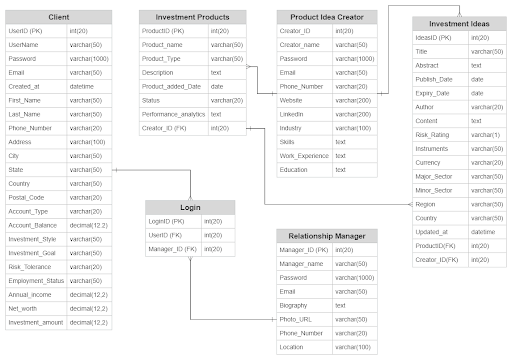 Client
UserID (PK) int(20)
UserName varchar(50)
Password varchar(1000)
Email varchar(50)
Created_at datetime
First_Name varchar(50)
Last_Name varchar(50)
Phone_Number varchar(20)
Address varchar(100)
City varchar(50)
State varchar(50)
Country varchar(50)
Postal_Code varchar(20)
Account_Type varchar(20)
Account_Balance decimal(12,2)
Investment_Style varchar(50)
Investment_Goal varchar(50)
Risk_Tolerance varchar(20)
Employment_Status varchar(50)
Annual_income decimal(12,2)
Net_worth decimal(12,2)
Investment_amount decimal(12,2)
Investment Products
ProductID (PK) int(20)
Product_name varchar(50)
Product_Type varchar(50)
Description text
Product_added_Date date
Status varchar(20)
Performance_analytics text
Creator_ID (FK) int(20)
Product Idea Creator
Creator_ID int(20)
Creator_name varchar(50)
Password varchar(1000)
Email varchar(50)
Phone_Number varchar(20)
Website varchar(200)
LinkedIn varchar(200)
Industry varchar(100)
Skills text
Work_Experience text
Education text
Investment Ideas
IdeasID (PK) int(20)
Title varchar(50)
Abstract text
Publish_Date date
Expiry_Date date
Author varchar(20)
Content text
Risk_Rating varchar(1)
Instruments varchar(50)
Currency varchar(20)
Major_Sector varchar(50)
Minor_Sector varchar(50)
Region varchar(50)
Country varchar(50)
Updated_at datetime
ProductID(FK) int(20)
Creator_ID(FK) int(20)
Login
LoginID (PK) int(20)
UserID (FK) int(20)
Manager_ID (FK) int(20)
Relationship Manager
Manager_ID (PK) int(20)
Manager_name varchar(50)
Password varchar(1000)
Email varchar(50)
Biography text
Photo_URL varchar(50)
Phone_Number varchar(20)
Location varchar(100)